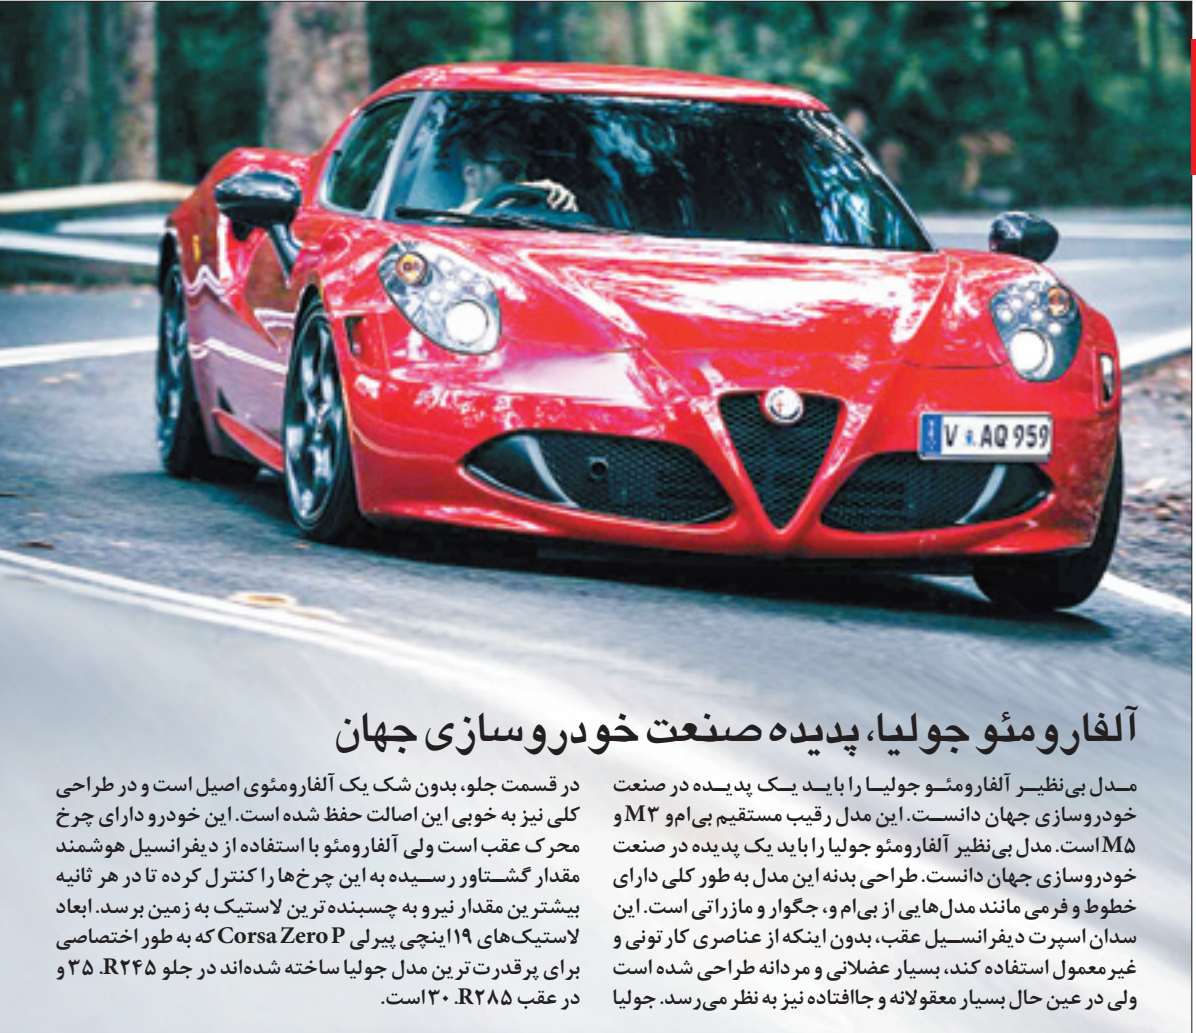 V AQ 959
آلفارومئو جولیا، پدیده صنعت خودروسازی جهان
مـدل بی‌نظیـر آلفارومئـو جولیـا را بایـد یـک پدیـده در صنعت
خودروسازی جهان دانسـت. این مدل رقیب مستقیم بی‌ام‌و M۳ و
M۵ است. مدل بی‌نظیر آلفارومئو جولیا را باید یک پدیده در صنعت
خودروسازی جهان دانست. طراحی بدنه این مدل به طور کلی دارای
خطوط و فرمی مانند مدل‌هایی از بی‌ام و، جگوار و مازراتی است. این
سدان اسپرت دیفرانسـیل عقب، بدون اینکه از عناصری کارتونی و
غیرمعمول استفاده کند، بسیار عضلانی و مردانه طراحی شده است
ولی در عین حال بسیار معقولانه و جاافتاده نیز به نظر می‌رسد. جولیا
در قسمت جلو، بدون شک یک آلفارومئوی اصیل است و در طراحی
کلی نیز به خوبی این اصالت حفظ شده است. این خودرو دارای چرخ
محرک عقب است ولی آلفارومئو با استفاده از دیفرانسیل هوشمند
مقدار گشـتاور رسـیده به این چرخ‌ها را کنترل کرده تا در هر ثانیه
بیشترین مقدار نیرو به چسبنده‌ترین لاستیک به زمین برسد. ابعاد
لاستیک‌های ۱۹اینچی پیرلی Corsa Zero P که به طور اختصاصی
برای پرقدرت‌ترین مدل جولیا ساخته شده‌اند در جلو ۳۵ .R۲۴۵ و
در عقب ۳۰ .R۲۸۵ است.